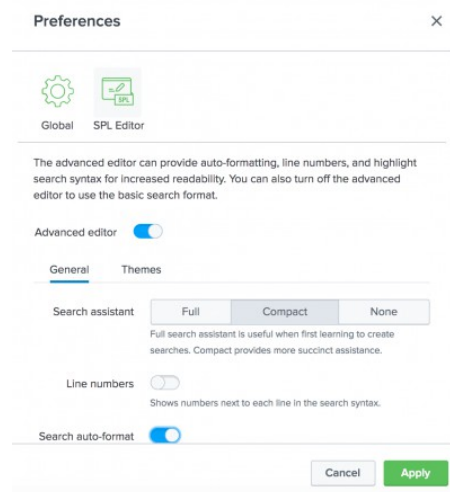 Preferences
SPL
Global SPL Editor
The advanced editor can provide auto-formatting, line numbers, and highlight
search syntax for increased readability. You can also turn off the advanced
editor to use the basic search format.
Advanced editor
General Themes
Search assistant Full Compact None
Full search assistant is useful when first learning to create
searches. Compact provides more succinct assistance.
Line numbers
Shows numbers next to each line in the search syntax.
Search auto-format
Cancel Apply